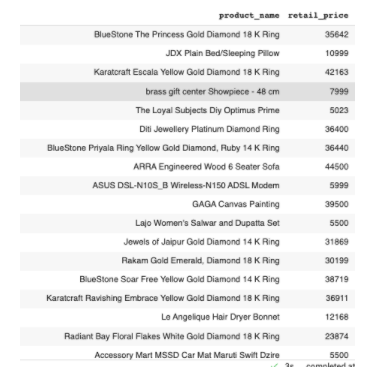 product_name retail_price
BlueStone The Princess Gold Diamond 18 K Ring 35642
JDX Plain Bed/Sleeping Pillow 10999
Karatcraft Escala Yellow Gold Diamond 18 K Ring 42163
brass gift center Showpiece - 48 cm 7999
The Loyal Subjects Diy Optimus Prime 5023
Diti Jewellery Platinum Diamond Ring 36400
BlueStone Priyala Ring Yellow Gold Diamond, Ruby 14 K Ring 36440
ARRA Engineered Wood 6 Seater Sofa 44500
ASUS DSL-N10S_B Wireless-N150 ADSL Modem 5999
GAGA Canvas Painting 39500
Lajo Women's Salwar and Dupatta Set 5500
Jewels of Jaipur Gold Diamond 14 K Ring 31869
Rakam Gold Emerald, Diamond 18 K Ring 30199
BlueStone Soar Free Yellow Gold Diamond 14 K Ring 38719
Karatcraft Ravishing Embrace Yellow Gold Diamond 18 K Ring 36911
Le Angelique Hair Dryer Bonnet 12168
Radiant Bay Floral Flakes White Gold Diamond 18 K Ring 23874
Accessory Mart MSSD Car Mat Maruti Swift Dzire 5500
✓ 3s completed at